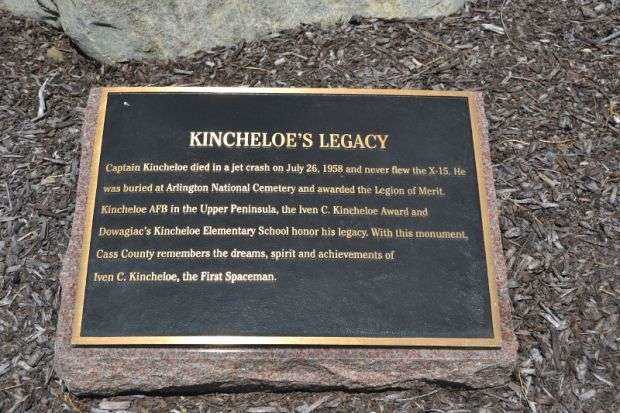 KINCHELOE'S LEGACY
Captain Kincheloe died in a jet crash on July 26, 1958 and never flew the X-15. He
was buried at Arlington National Cemetery and awarded the Legion of Merit.
Kincheloe AFB in the Upper Peninsula, the Iven C. Kincheloe Award and
Dowagiac's Kincheloe Elementary School honor his legacy. With this monument,
Cass County remembers the dreams, spirit and achievements of
Iven C. Kincheloe, the First Spaceman.